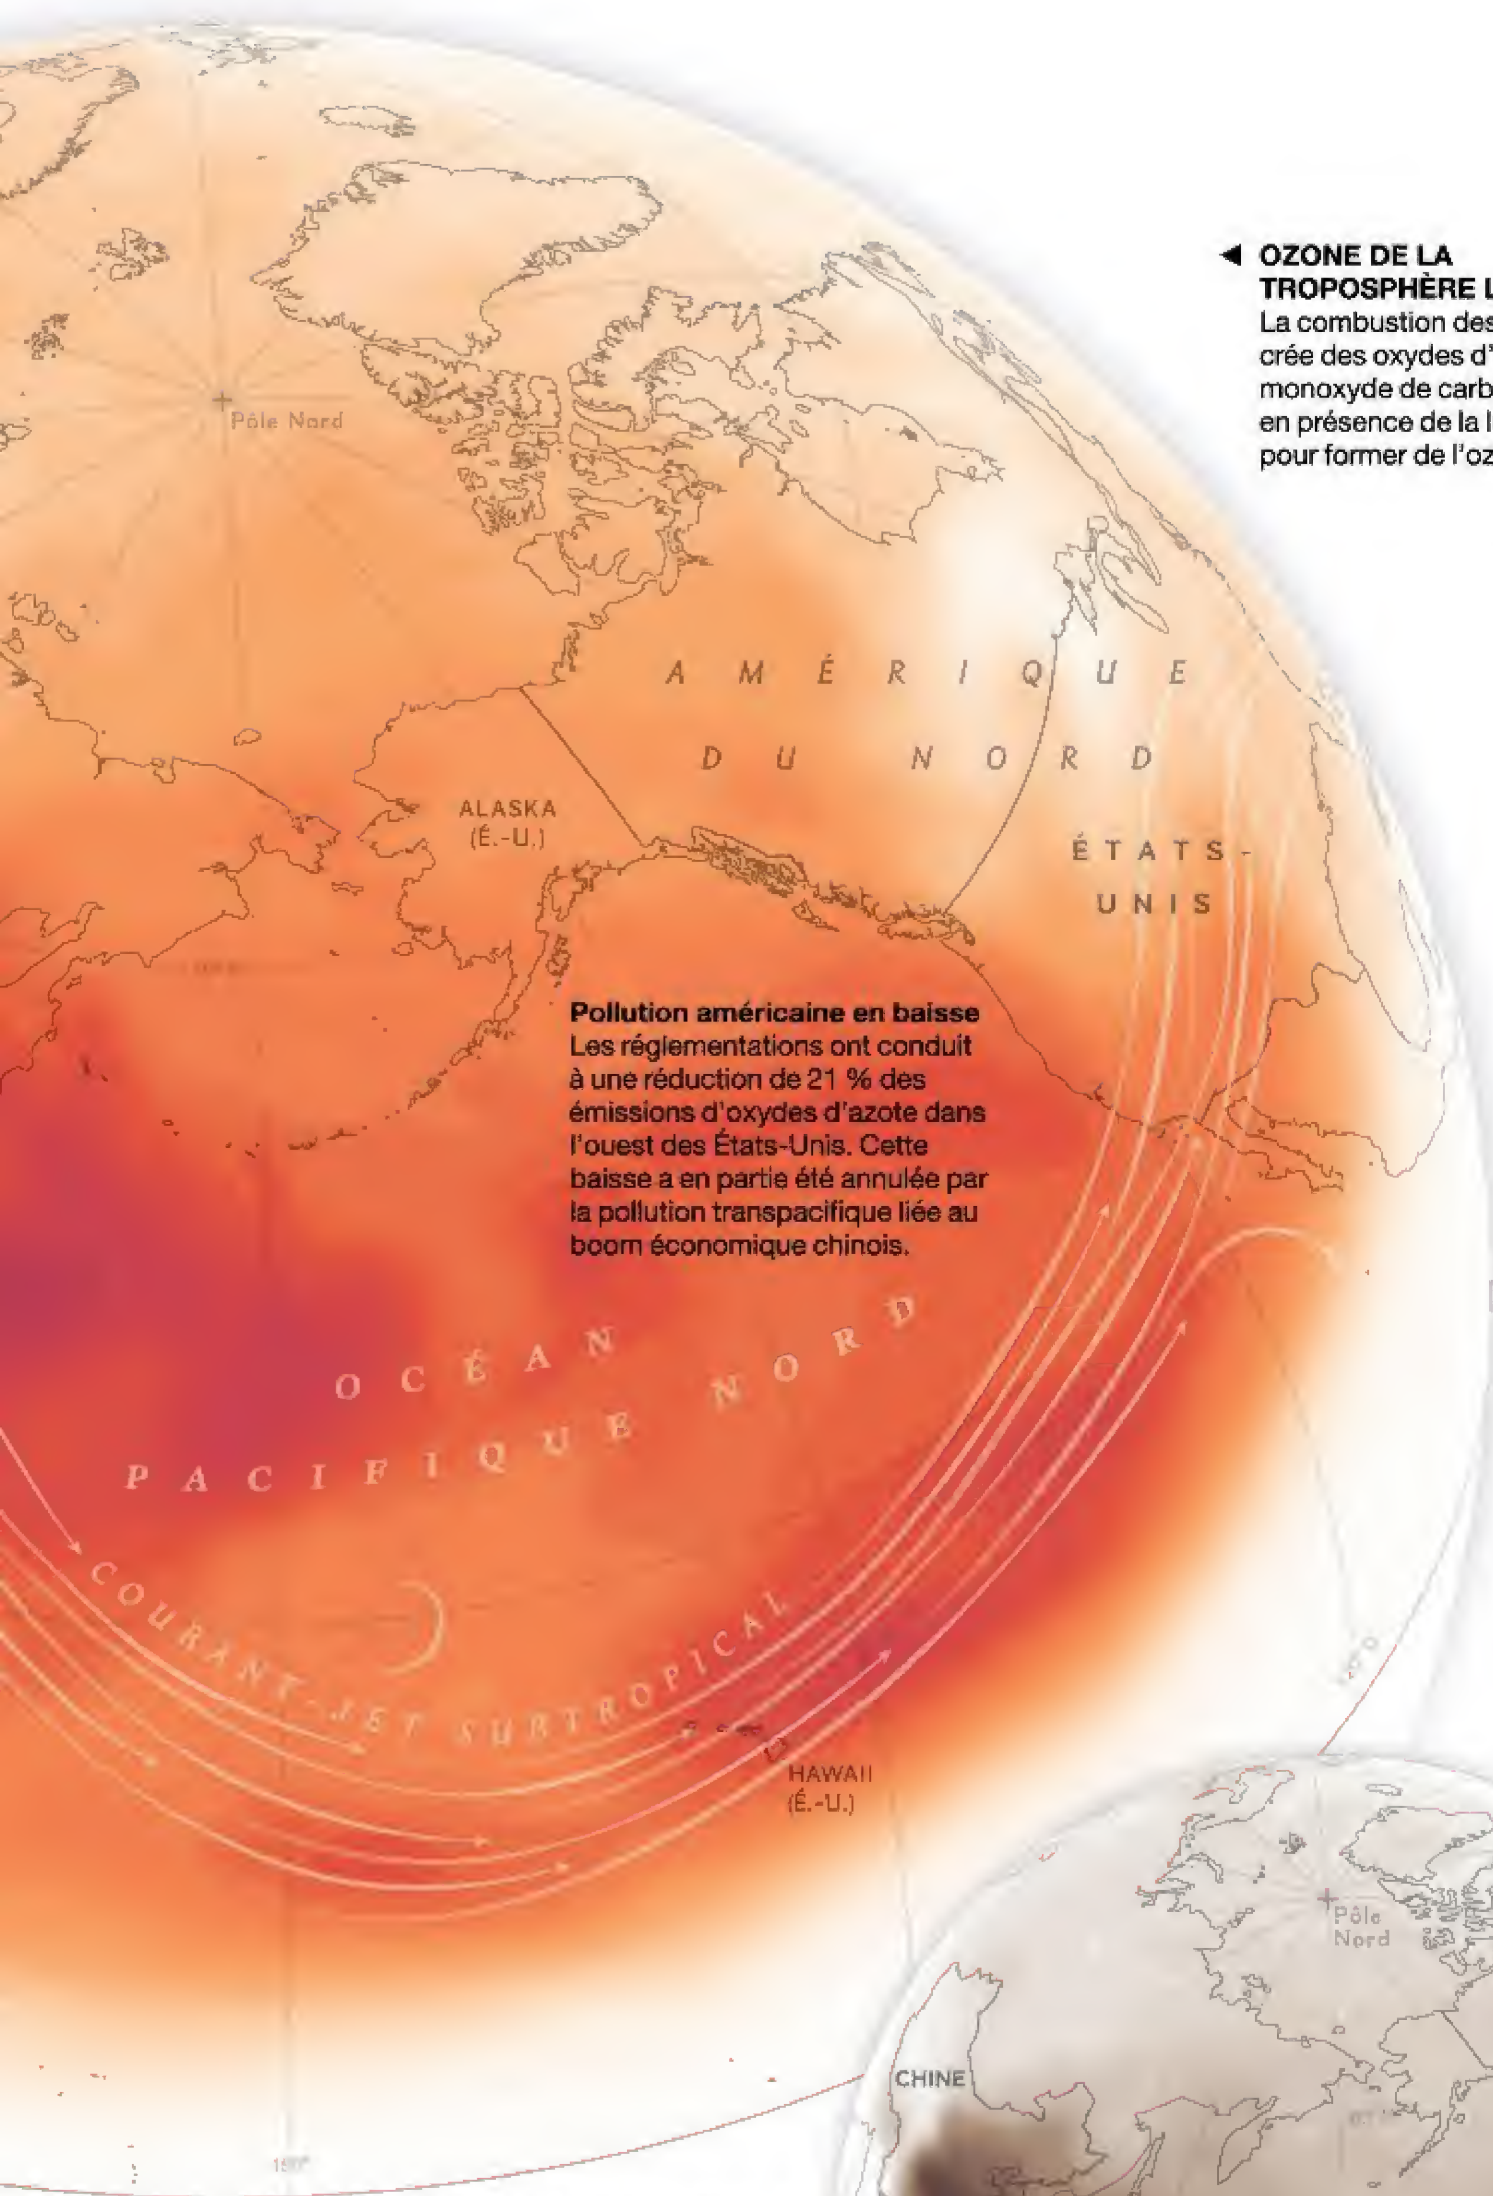 ◄ OZONE DE LA
TROPOSPHÈRE L
La combustion des
crée des oxydes d'
monoxyde de carb
en présence de la l
pour former de l'oz
Pôle Nord
AMÉRIQUE
DU NORD
ALASKA
(É.-U.)
ÉTATS-
UNIS
Pollution américaine en baisse
Les réglementations ont conduit
à une réduction de 21 % des
émissions d'oxydes d'azote dans
l'ouest des États-Unis. Cette
baisse a en partie été annulée par
la pollution transpacifique liée au
boom économique chinois.
OCÉAN
PACIFIQUE NORD
COURANT-JET SUBTROPICAL
HAWAII
(É.-U.)
Pôle
Nord
CHINE